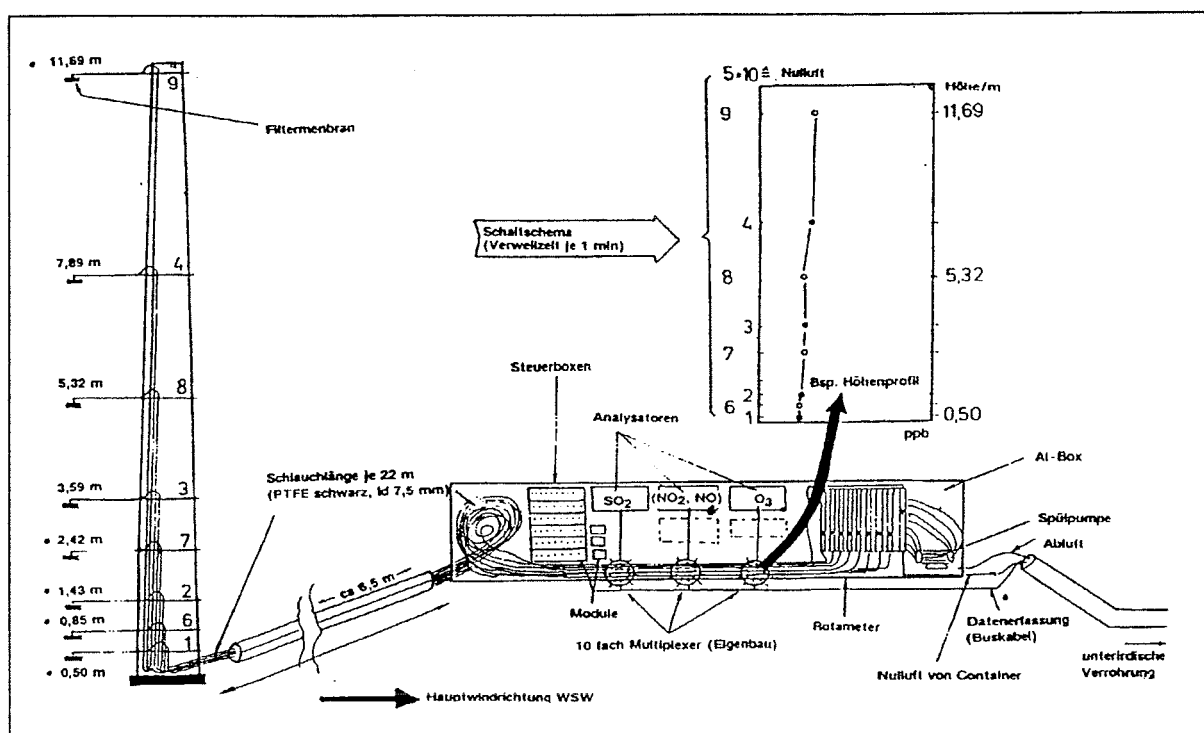 11,69 m
9
Filtermenbran
7,89 m
4
5,32 m
8
3,59 m
3
2,42 m
7
1,43 m
2
0,85 m
6
1
0,50 m
Schlauchlänge je 22 m
(PTFE schwarz, Id 7,5 mm)
ca 6,5 m
Hauptwindrichtung WSW
Schaltschema
(Verweilzeit je 1 min)
Nulluft
Höhe/m
9
11,69
4
8
5,32
3
7
2
6
1
0,50
Bsp. Höhenprofil
ppb
Steuerboxen
Analysatoren
SO2
(NO2, NO)
O3
Al-Box
Spülpumpe
Abluft
Module
10 fach Multiplexer (Eigenbau)
Rotameter
Datenerfassung
(Buskabel)
Nulluft von Container
unterirdische
Verrohrung